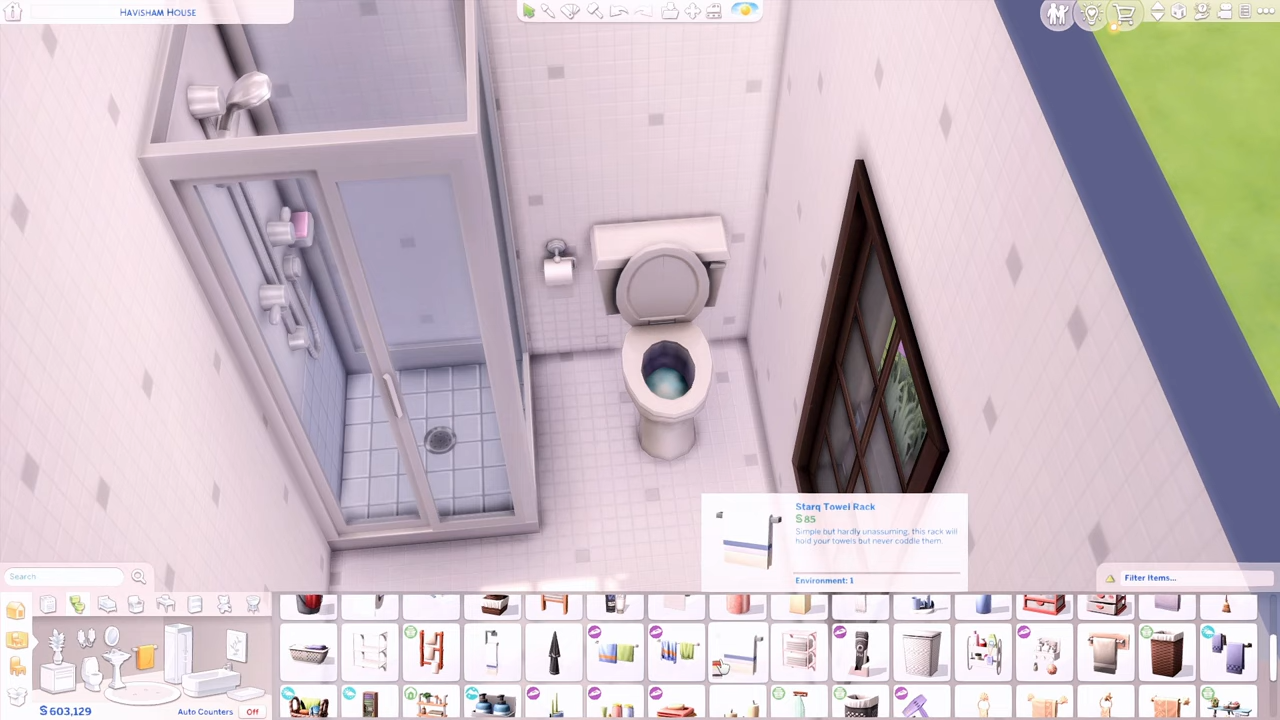 Havisham House
Starq Towel Rack
§85
Simple but hardly unassuming, this rack will
hold your towels but never coddle them.
Environment: 1
Search
Filter Items...
§603,129
Auto Counters
Off